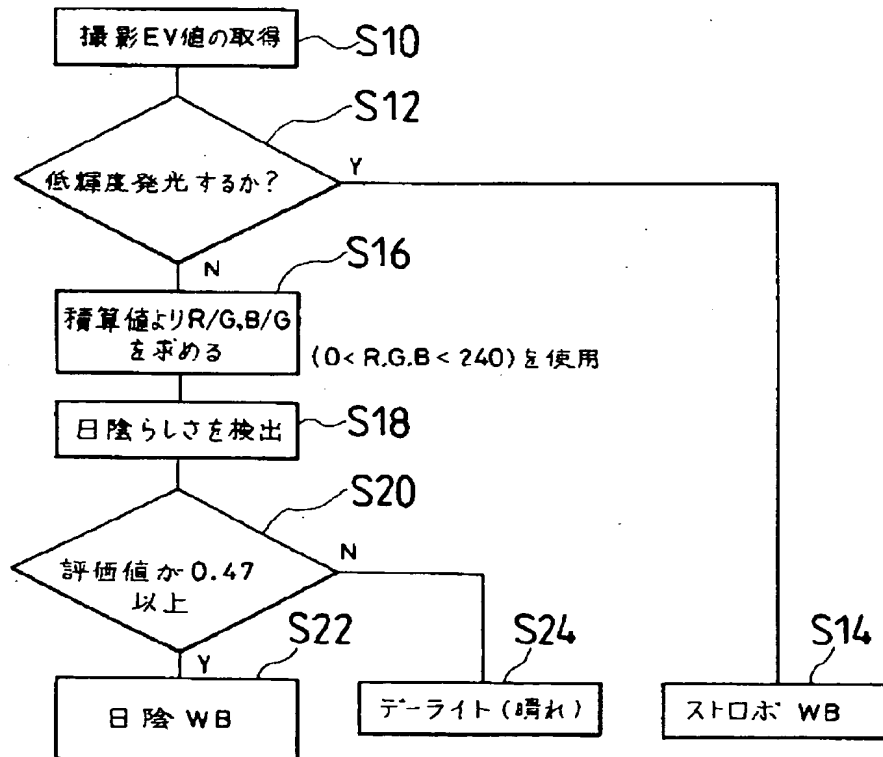 撮影EV値の取得
S10
S12
低輝度発光するか?
Y
N
S16
積算値よりR/G,B/G
を求める
(0<R.G.B<240)を使用
日陰らしさを検出
S18
S20
評価値が0.47
以上
N
Y
S22
日陰WB
S24
デーライト(晴れ)
S14
ストロボ WB